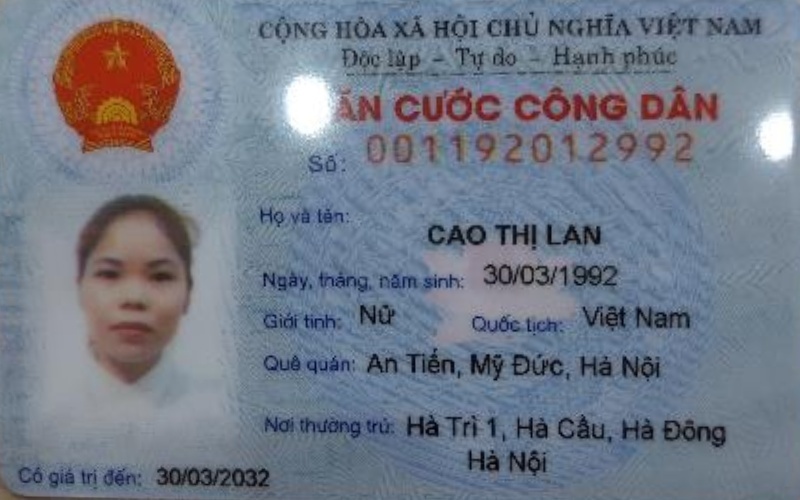 CỘNG HÒA XÃ HỘI CHỦ NGHĨA VIỆT NAM
Độc lập - Tự do - Hạnh phúc
ĂN CƯỚC CÔNG DÂN
Số: 001192012992
Họ và tên:
CAO THỊ LAN
Ngày, tháng, năm sinh: 30/03/1992
Giới tính: Nữ Quốc tịch: Việt Nam
Quê quán: An Tiến, Mỹ Đức, Hà Nội
Nơi thường trú: Hà Trì 1, Hà Cầu, Hà Đông
Hà Nội
Có giá trị đến: 30/03/2032